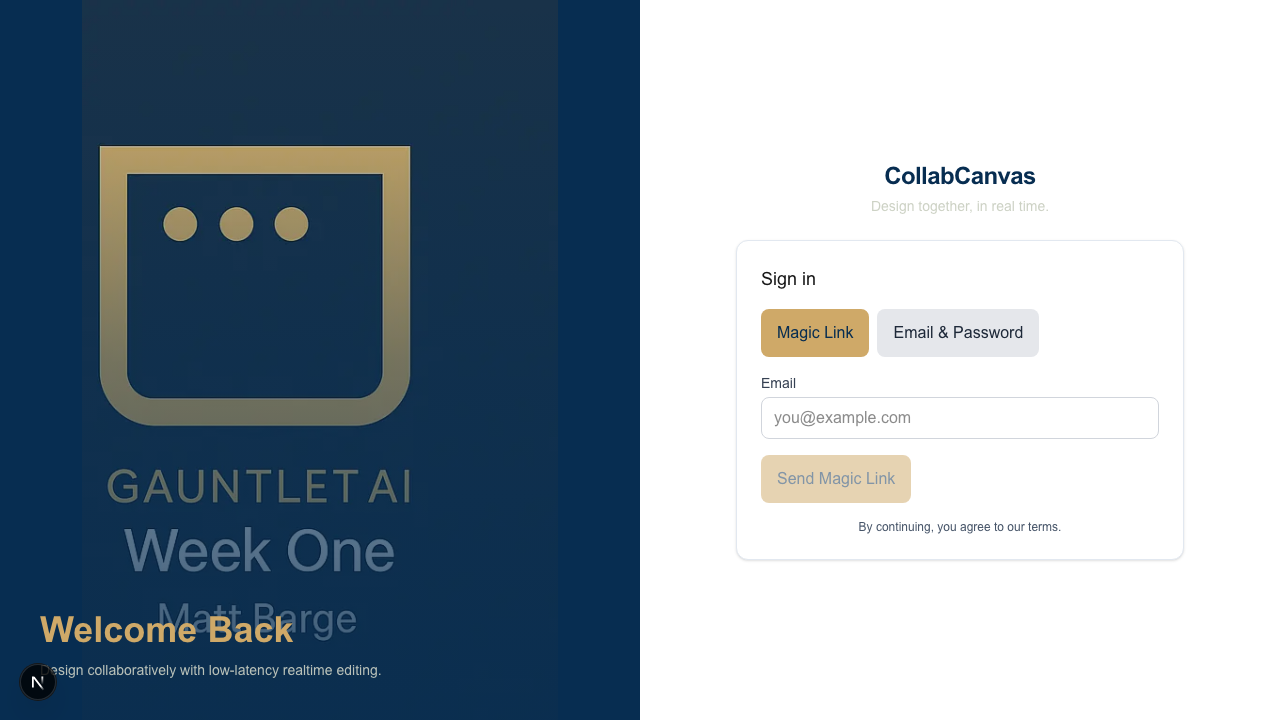 GAUNTLET AI
Week One
Matt Barge
Welcome Back
Design collaboratively with low-latency realtime editing.
N
CollabCanvas
Design together, in real time.
Sign in
Magic Link
Email & Password
Email
you@example.com
Send Magic Link
By continuing, you agree to our terms.